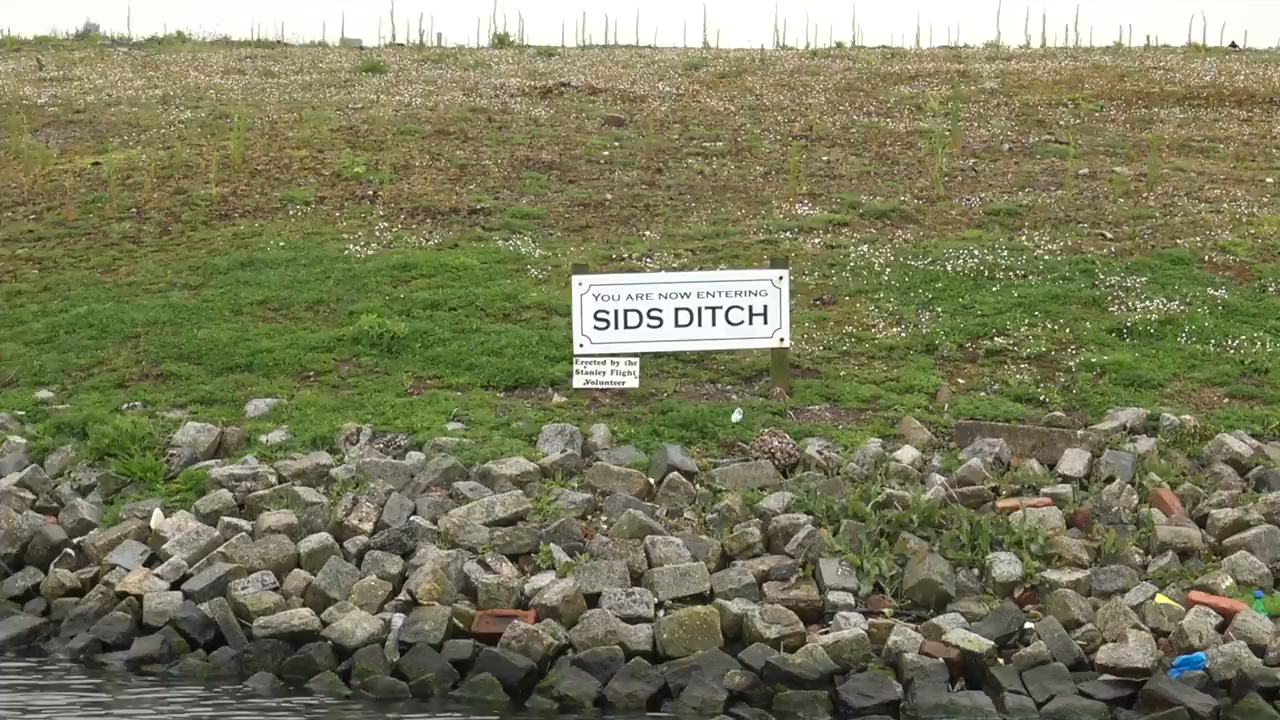 YOU ARE NOW ENTERING
SIDS DITCH
Erected by the
Stanley Flight
Volunteer